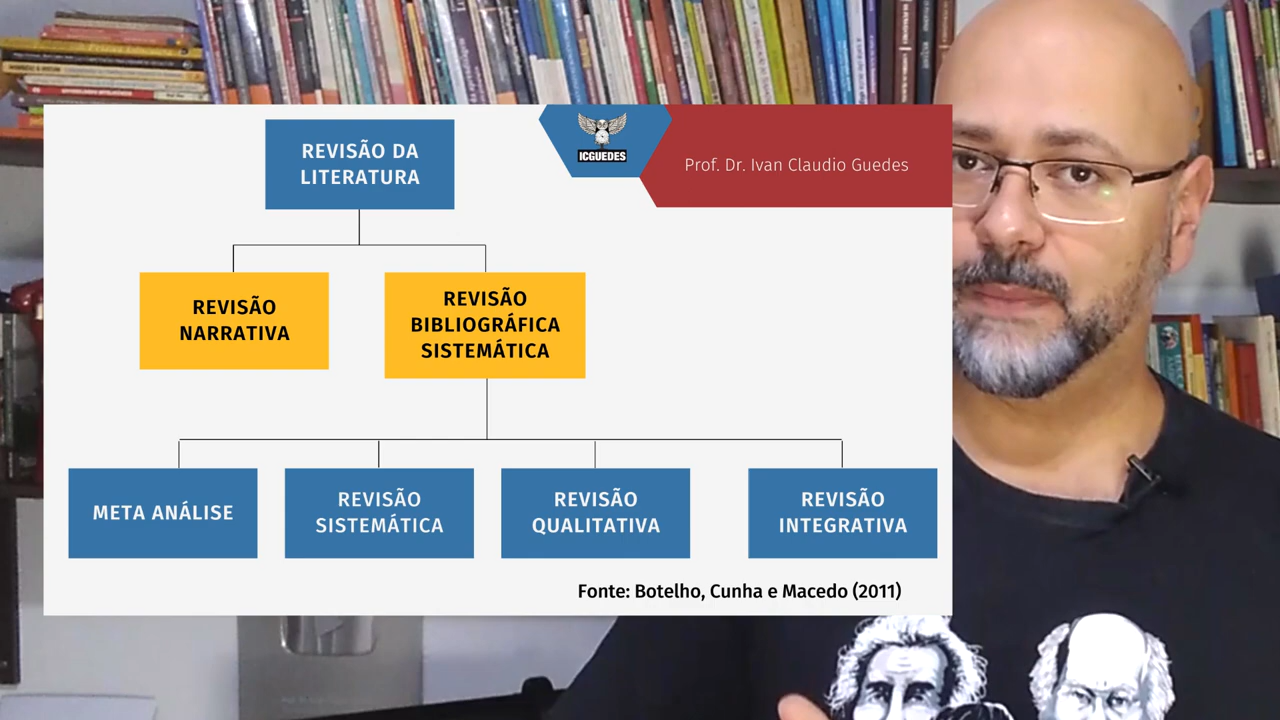 REVISÃO DA
LITERATURA
ICGUEDES
Prof. Dr. Ivan Claudio Guedes
REVISÃO
NARRATIVA
REVISÃO
BIBLIOGRÁFICA
SISTEMÁTICA
META ANÁLISE
REVISÃO
SISTEMÁTICA
REVISÃO
QUALITATIVA
REVISÃO
INTEGRATIVA
Fonte: Botelho, Cunha e Macedo (2011)